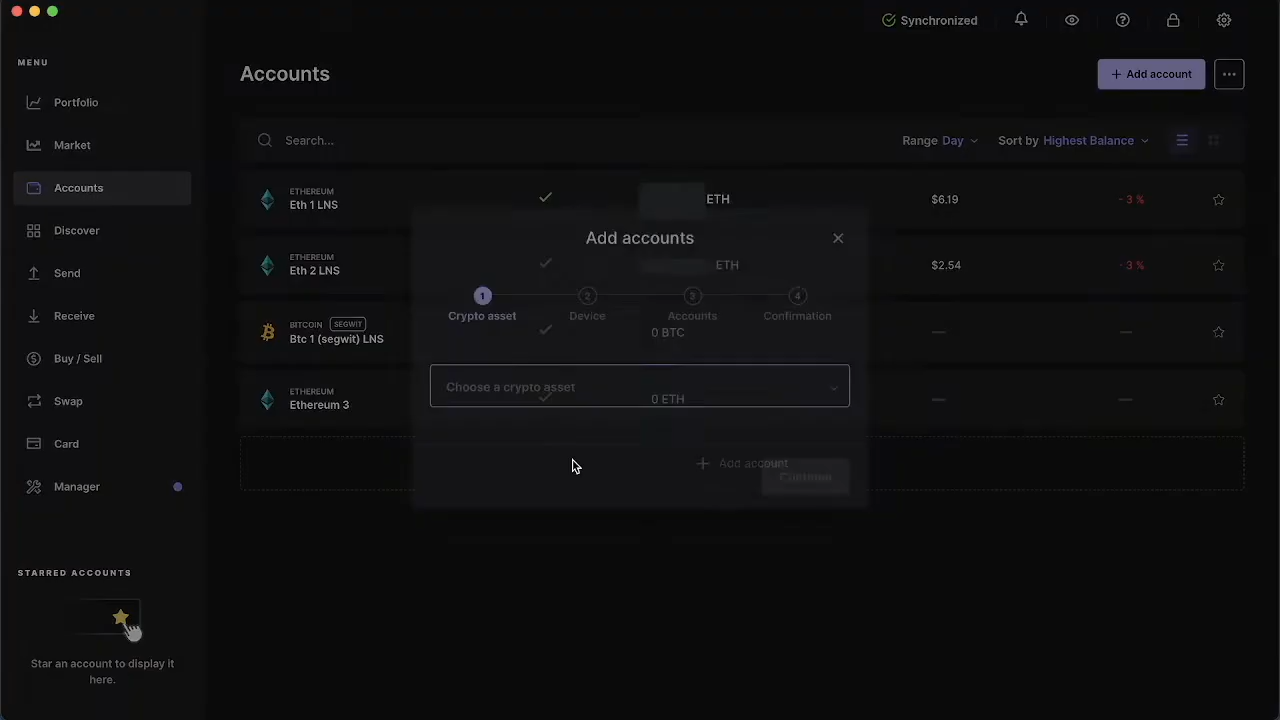 Synchronized
MENU
Portfolio
Market
Accounts
Discover
Send
Receive
Buy / Sell
Swap
Card
Manager
STARRED ACCOUNTS
Star an account to display it
here.
Accounts
+ Add account
Search...
Range Day
Sort by Highest Balance
ETHEREUM
Eth 1 LNS
ETH
$6.19
- 3 %
ETHEREUM
Eth 2 LNS
ETH
$2.54
- 3 %
BITCOIN SEGWIT
Btc 1 (segwit) LNS
0 BTC
—
—
ETHEREUM
Ethereum 3
0 ETH
—
—
+ Add account
Add accounts
1
2
3
4
Crypto asset
Device
Accounts
Confirmation
Choose a crypto asset
Continue